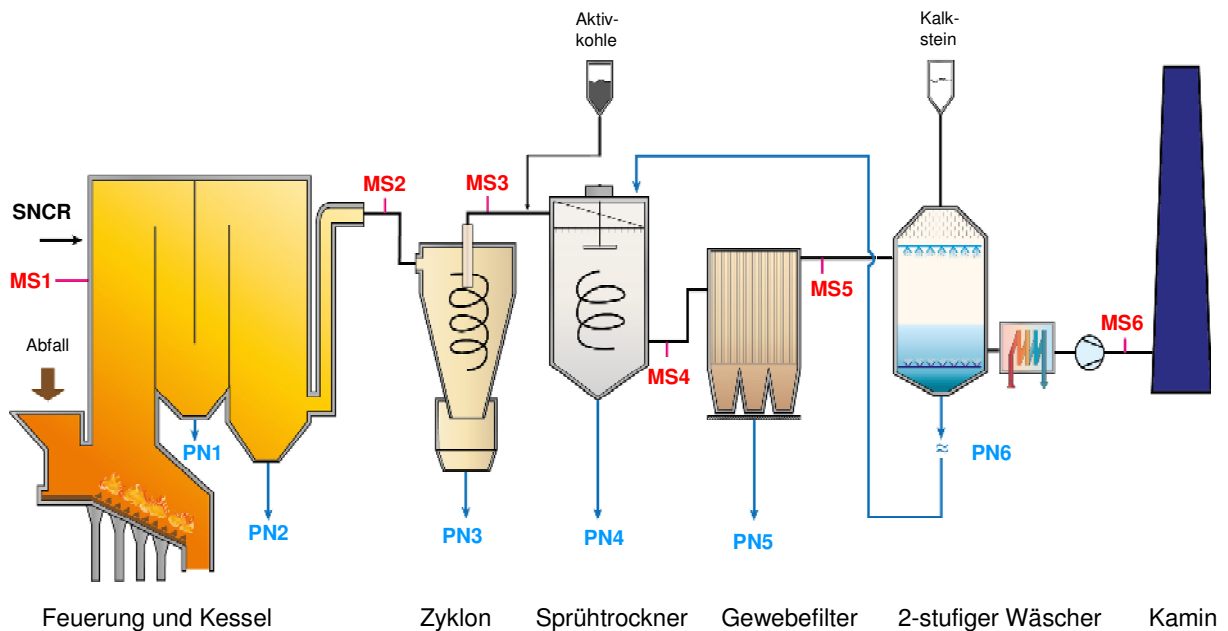 Aktiv-
kohle
Kalk-
stein
SNCR
MS1
MS2
MS3
MS4
MS5
MS6
Abfall
PN1
PN2
PN3
PN4
PN5
PN6
≈
Feuerung und Kessel
Zyklon
Sprühtrockner
Gewebefilter
2-stufiger Wäscher
Kamin